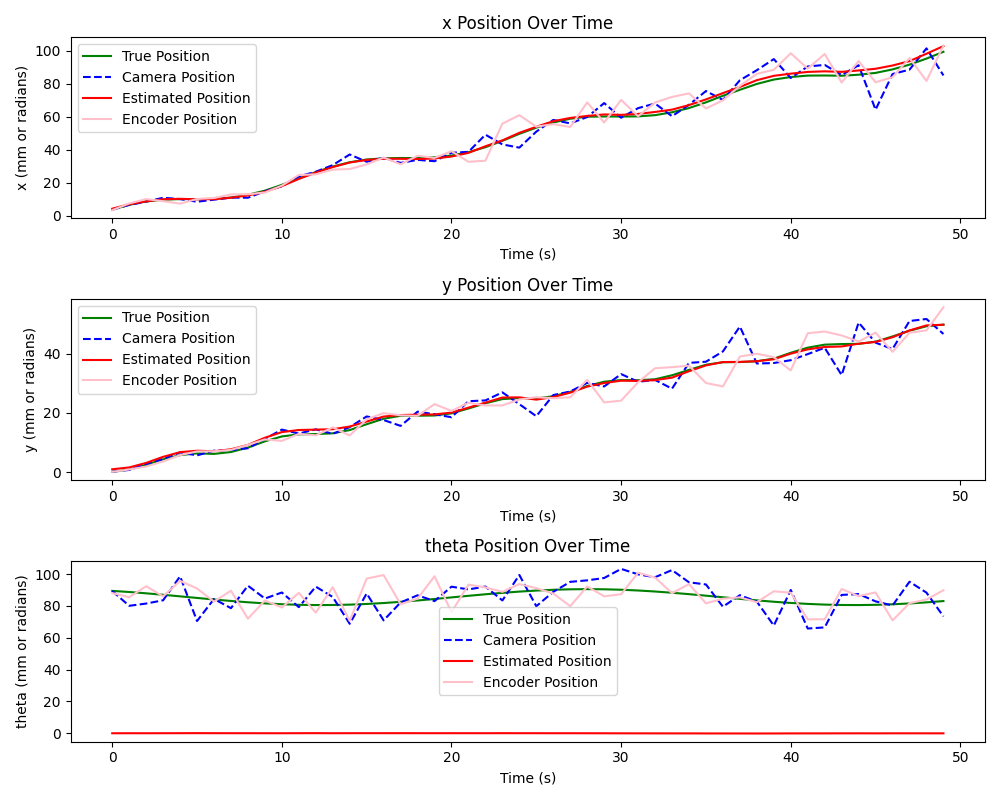 x Position Over Time
True Position
Camera Position
Estimated Position
Encoder Position
x (mm or radians)
100
80
60
40
20
0
0 10 20 30 40 50
Time (s)
y Position Over Time
True Position
Camera Position
Estimated Position
Encoder Position
y (mm or radians)
40
20
0
0 10 20 30 40 50
Time (s)
theta Position Over Time
True Position
Camera Position
Estimated Position
Encoder Position
theta (mm or radians)
100
80
60
40
20
0
0 10 20 30 40 50
Time (s)